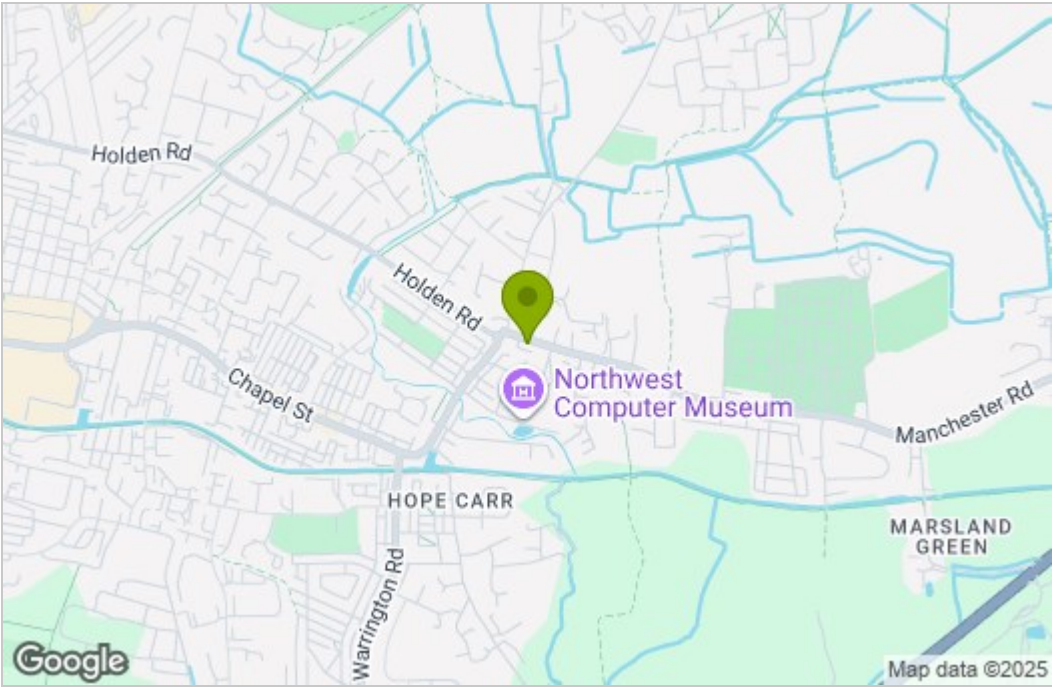 Holden Rd
Holden Rd
Northwest
Computer Museum
Chapel St
Manchester Rd
HOPE CARR
MARSLAND
GREEN
Warrington Rd
Google
Map data ©2025